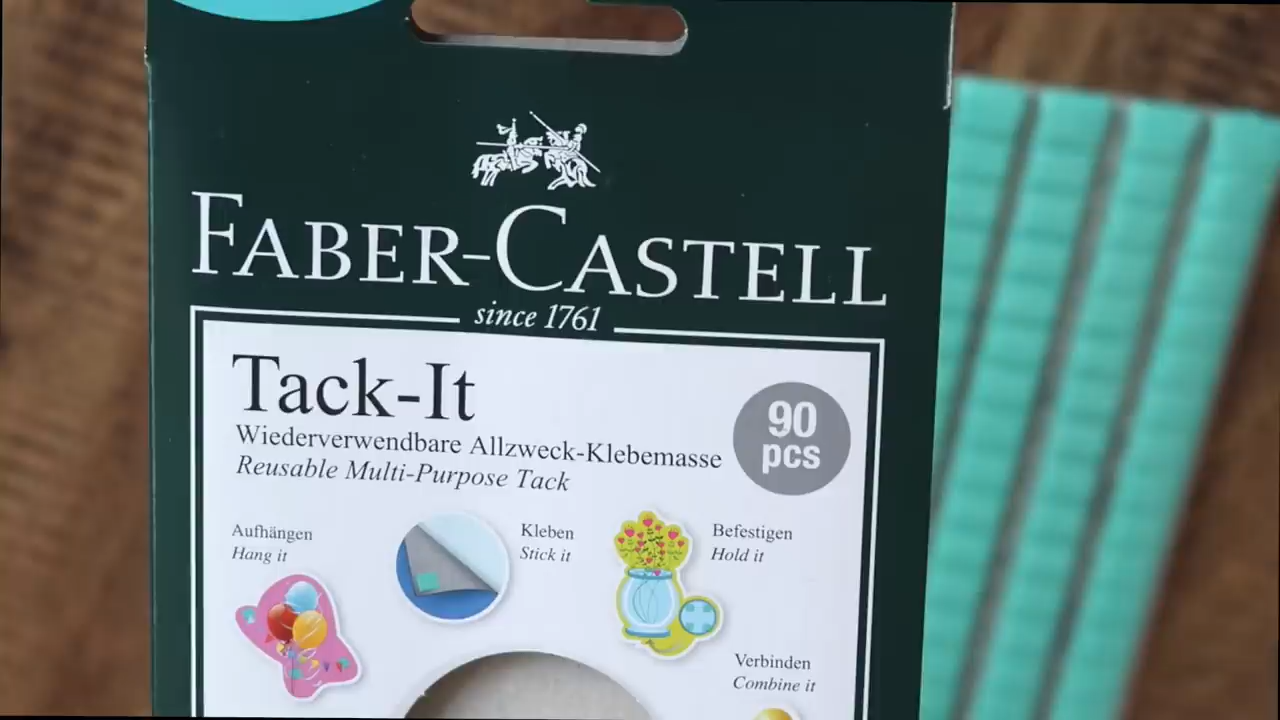 FABER-CASTELL
since 1761
Tack-It
Wiederverwendbare Allzweck-Klebemasse
Reusable Multi-Purpose Tack
90
pcs
Aufhängen
Hang it
Kleben
Stick it
Befestigen
Hold it
Verbinden
Combine it